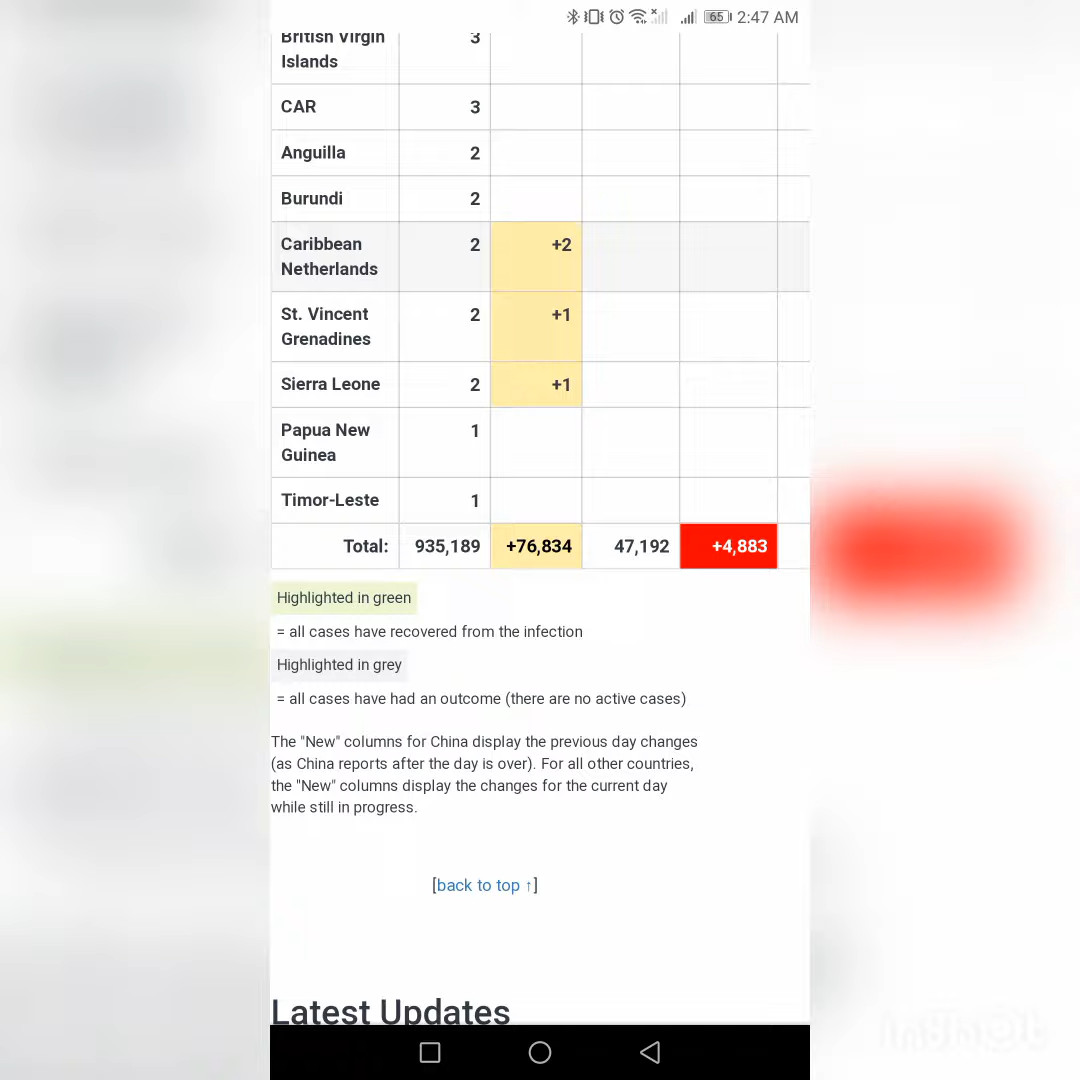 65 2:47 AM
British Virgin 3
Islands
CAR 3
Anguilla 2
Burundi 2
Caribbean 2 +2
Netherlands
St. Vincent 2 +1
Grenadines
Sierra Leone 2 +1
Papua New 1
Guinea
Timor-Leste 1
Total: 935,189 +76,834 47,192 +4,883
Highlighted in green
= all cases have recovered from the infection
Highlighted in grey
= all cases have had an outcome (there are no active cases)
The "New" columns for China display the previous day changes
(as China reports after the day is over). For all other countries,
the "New" columns display the changes for the current day
while still in progress.
[back to top ↑]
Latest Updates